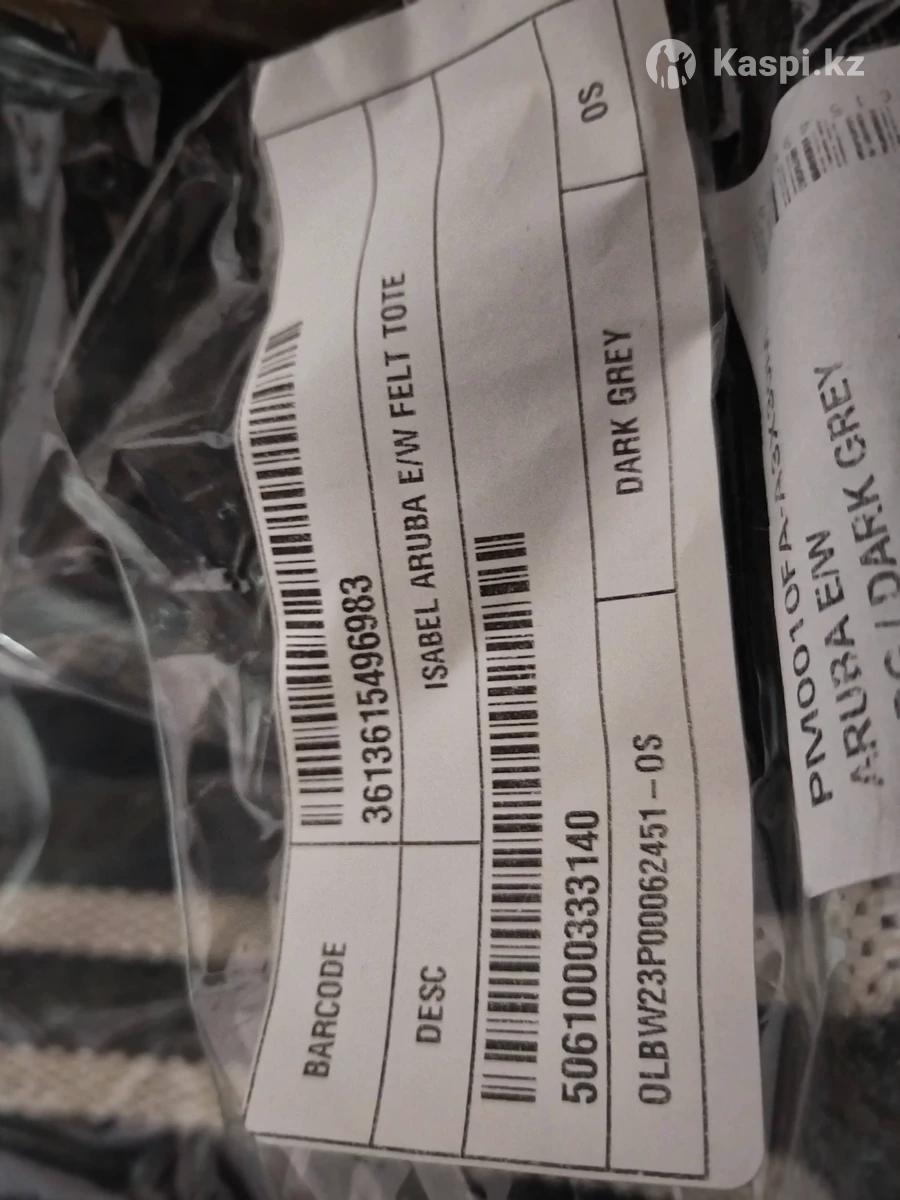 Kaspi.kz
BARCODE
3613615496983
DESC
ISABEL ARUBA E/W FELT TOTE
5061000333140
OLBW23P00062451-OS
DARK GREY
OS
ARUBA E/W
DARK GREY